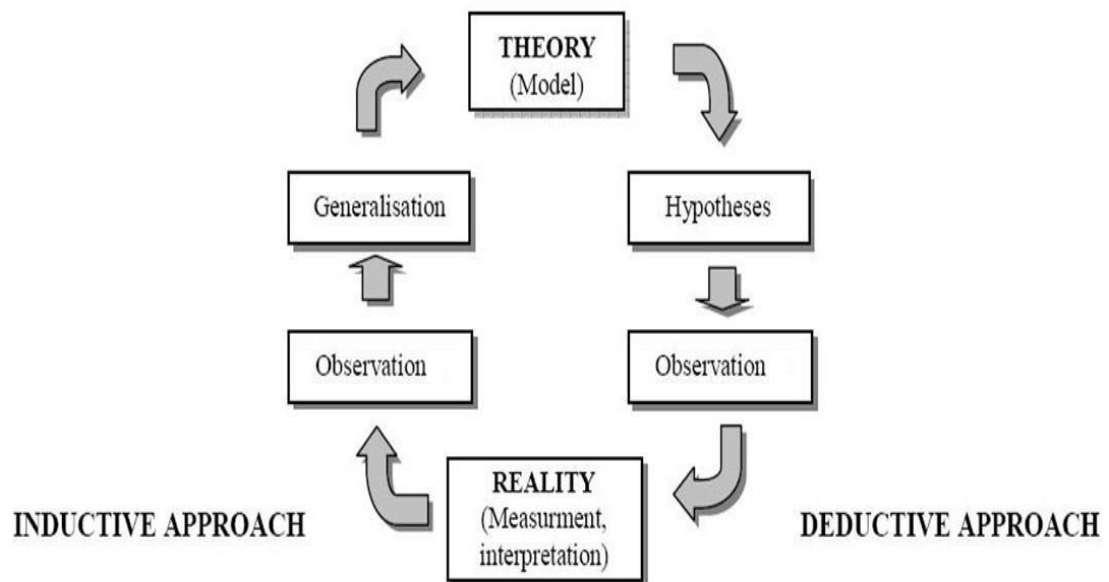 THEORY
(Model)
Generalisation
Hypotheses
Observation
Observation
REALITY
(Measurment,
interpretation)
INDUCTIVE APPROACH
DEDUCTIVE APPROACH